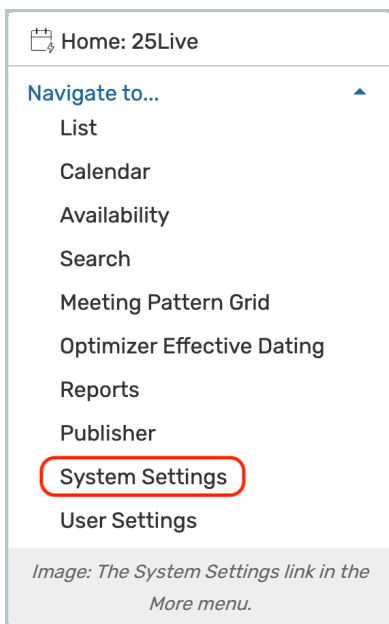 Home: 25Live
Navigate to...
List
Calendar
Availability
Search
Meeting Pattern Grid
Optimizer Effective Dating
Reports
Publisher
System Settings
User Settings
Image: The System Settings link in the
More menu.